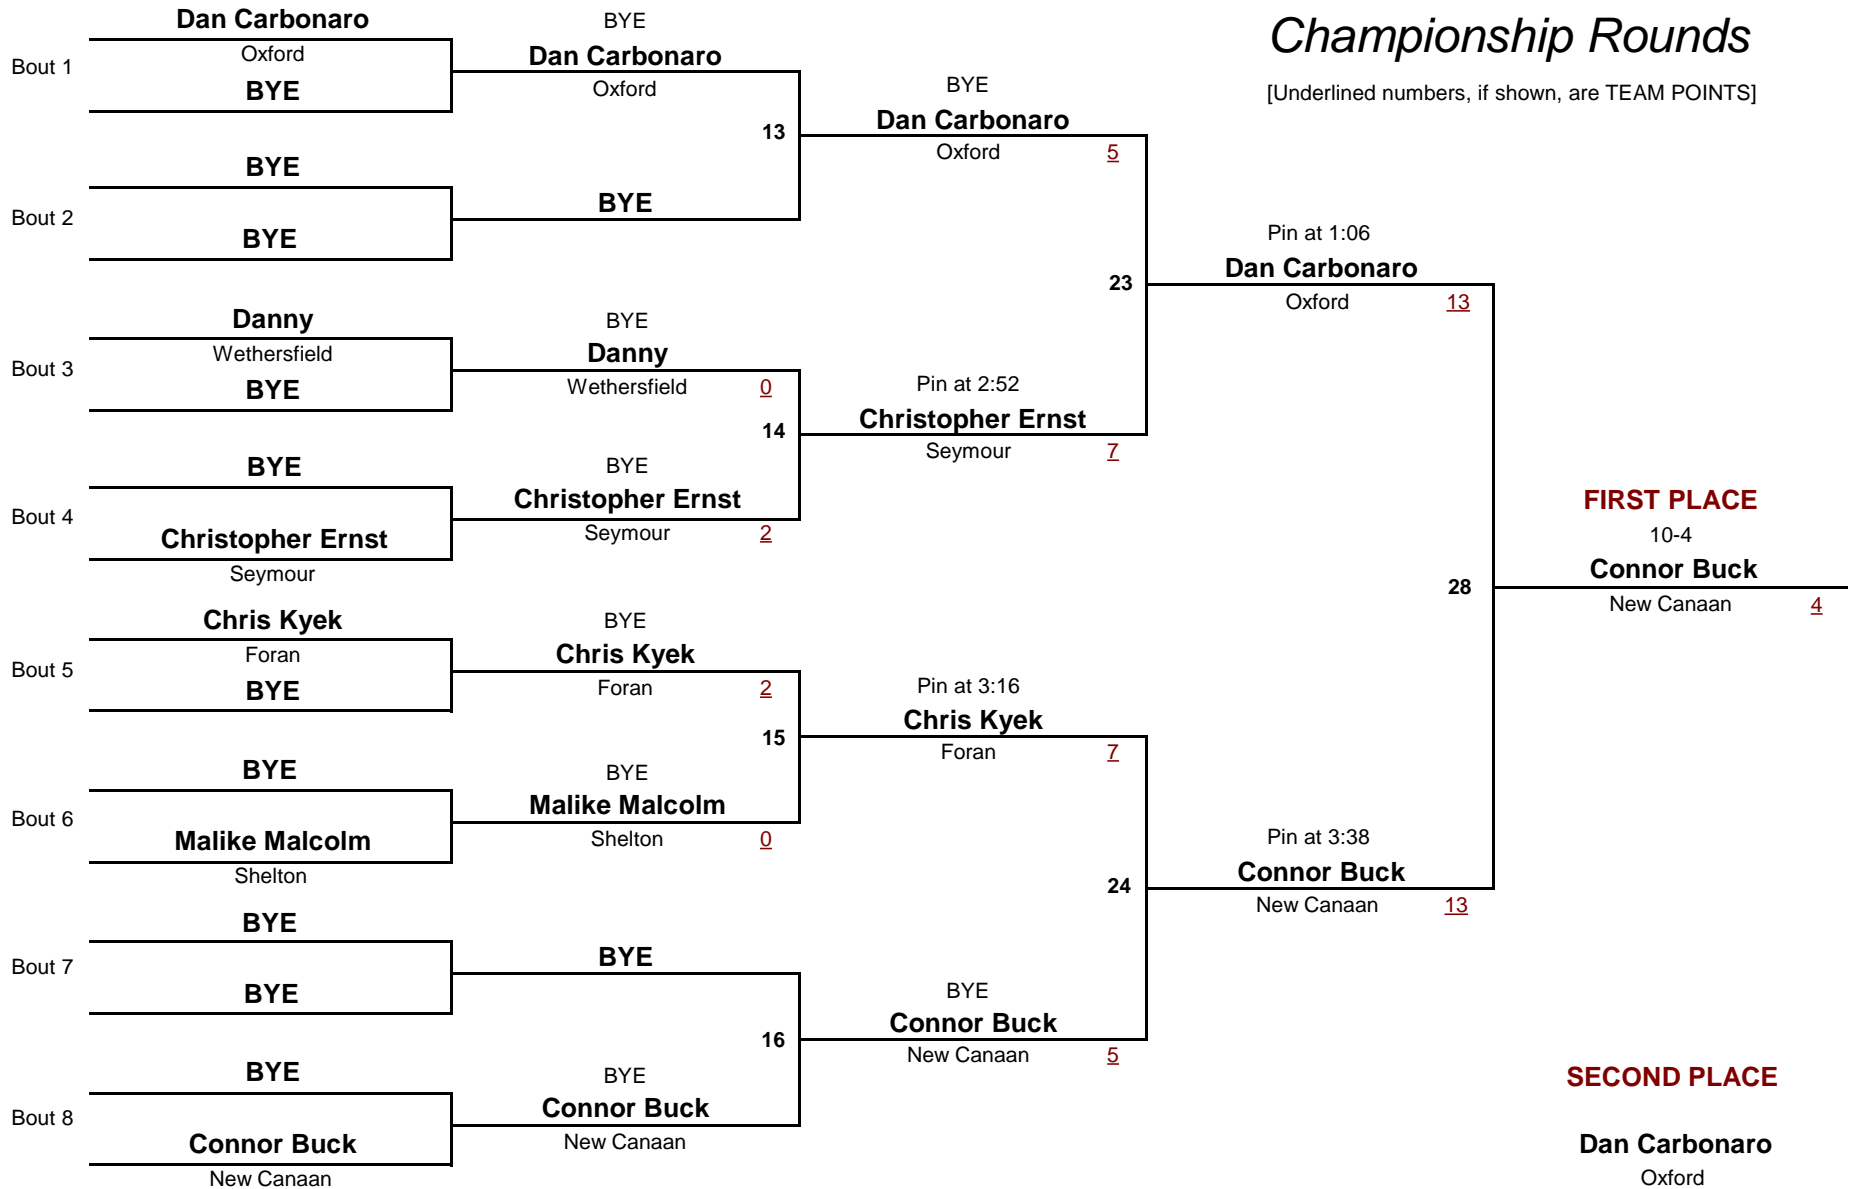 Championship Rounds
[Underlined numbers, if shown, are TEAM POINTS]
Bout 1
Dan Carbonaro
Oxford
BYE
Bout 2
BYE
BYE
Bout 3
Danny
Wethersfield
BYE
Bout 4
BYE
Christopher Ernst
Seymour
Bout 5
Chris Kyek
Foran
BYE
Bout 6
BYE
Malike Malcolm
Shelton
Bout 7
BYE
BYE
Bout 8
BYE
Connor Buck
New Canaan
BYE
Dan Carbonaro
Oxford
13
BYE
BYE
Danny
Wethersfield 0
14
BYE
Christopher Ernst
Seymour 2
BYE
Chris Kyek
Foran 2
15
BYE
Malike Malcolm
Shelton 0
BYE
16
BYE
Connor Buck
New Canaan
BYE
Dan Carbonaro
Oxford 5
23
Pin at 2:52
Christopher Ernst
Seymour 7
Pin at 3:16
Chris Kyek
Foran 7
24
BYE
Connor Buck
New Canaan 5
Pin at 1:06
Dan Carbonaro
Oxford 13
28
Pin at 3:38
Connor Buck
New Canaan 13
FIRST PLACE
10-4
Connor Buck
New Canaan 4
SECOND PLACE
Dan Carbonaro
Oxford